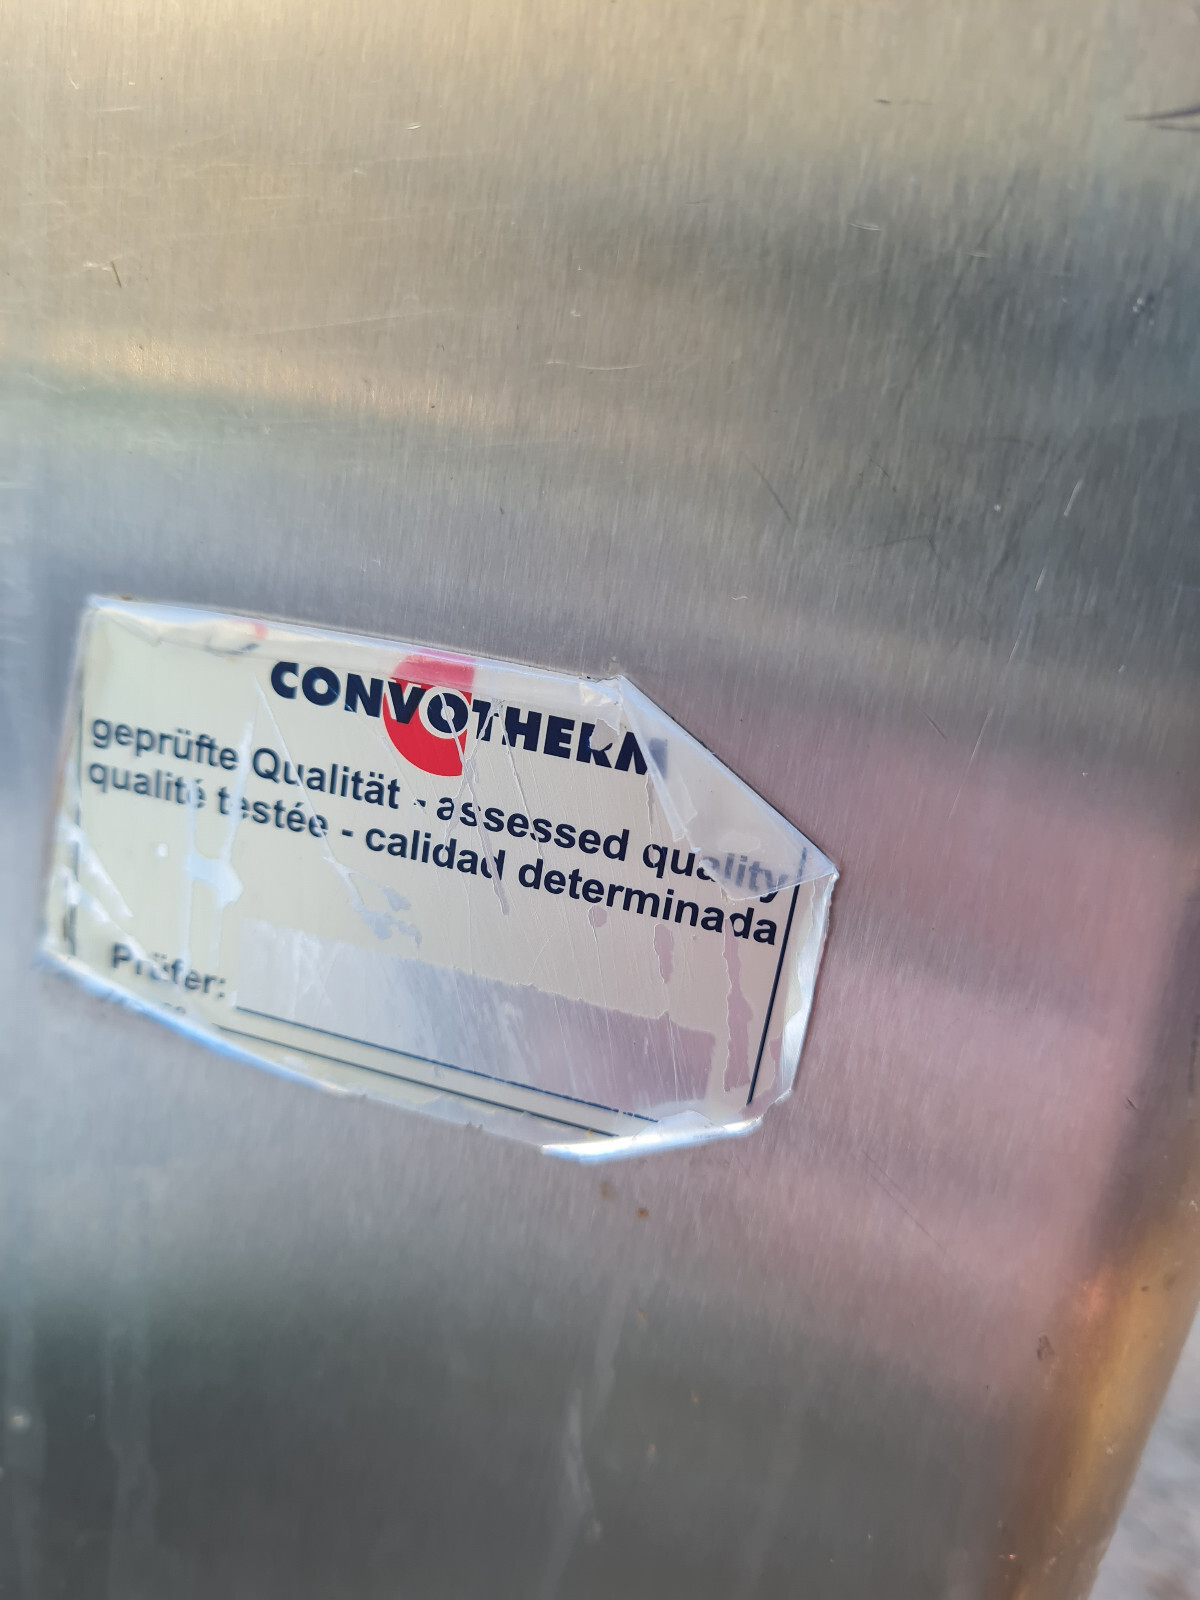 CONVOTHERM
geprüfte Qualität - assessed quality
qualité testée - calidad determinada
Prüfer: